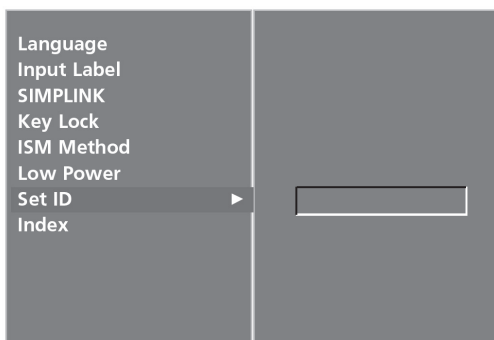 Language
Input Label
SIMPLINK
Key Lock
ISM Method
Low Power
Set ID ►
Index